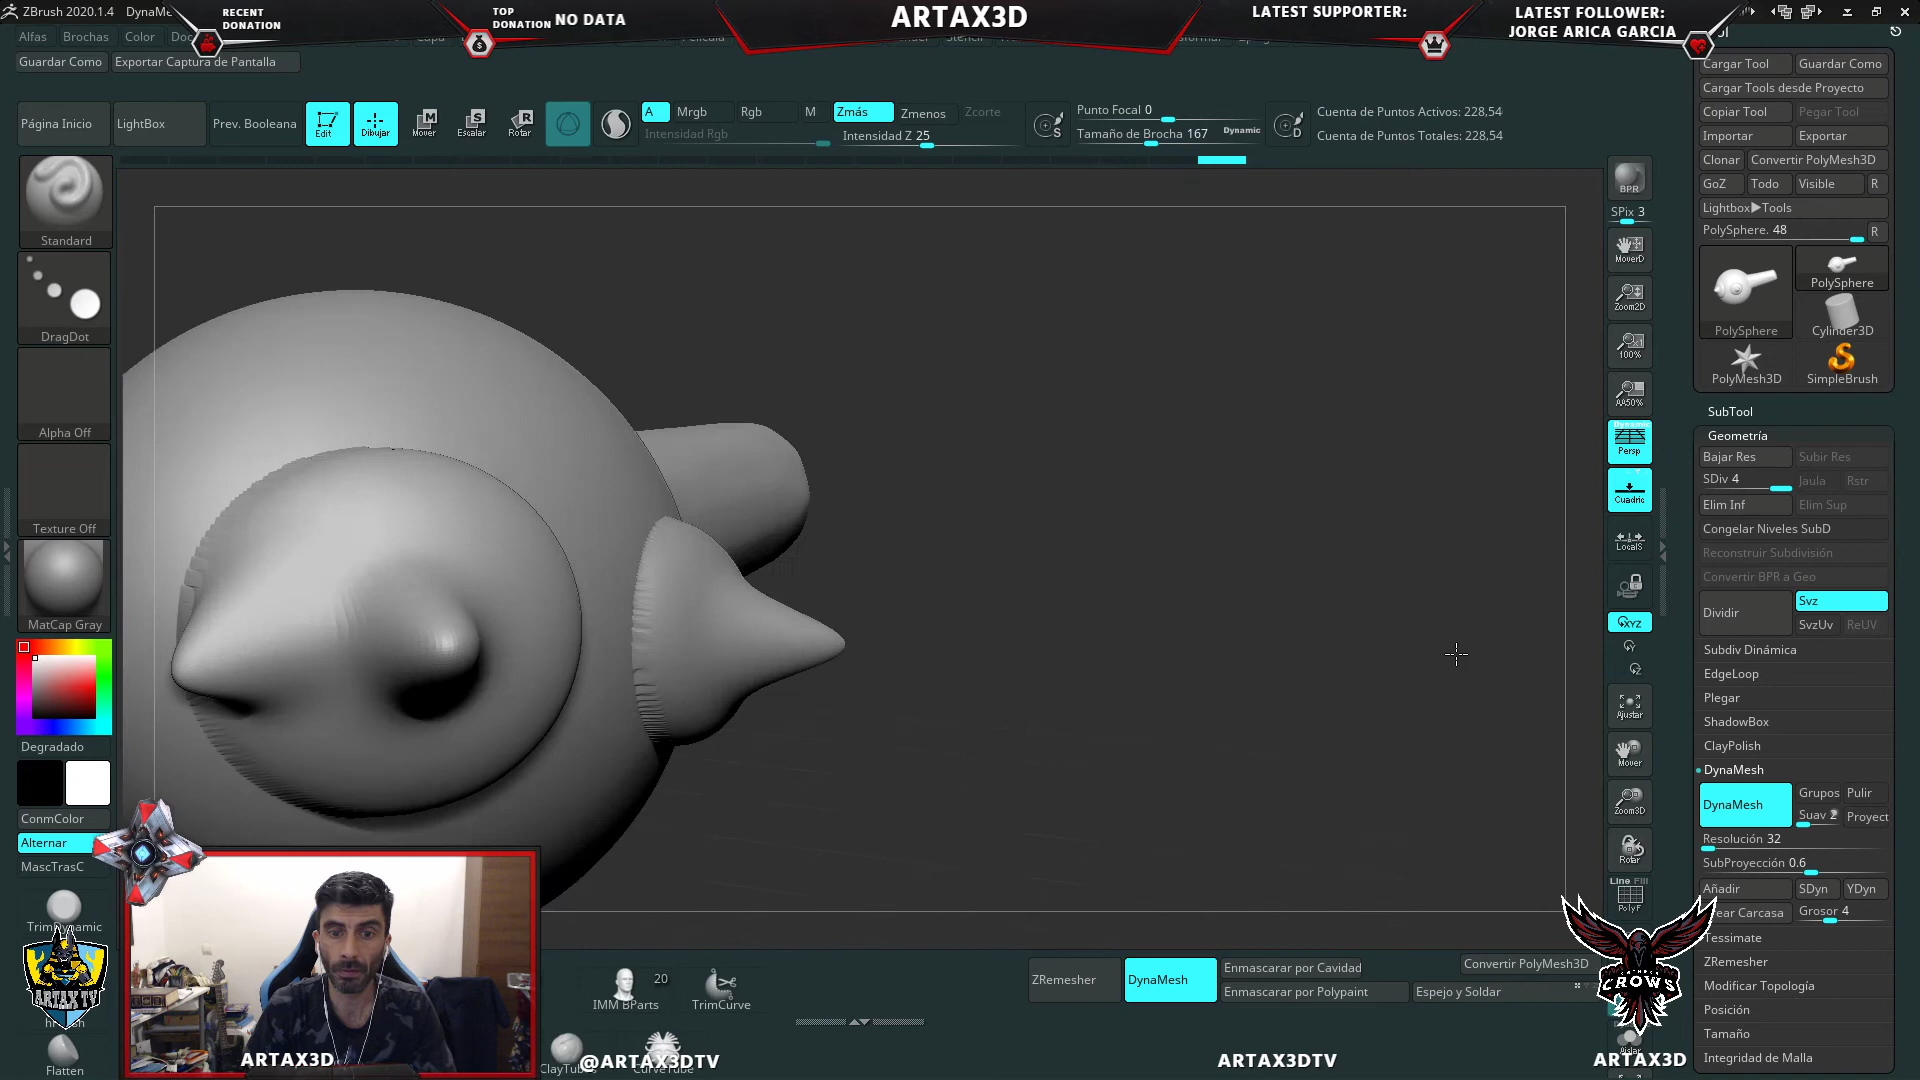 ZBrush 2020.1.4
RECENT
DONATION
TOP
DONATION NO DATA
ARTAX3D
LATEST SUPPORTER:
LATEST FOLLOWER:
JORGE ARICA GARCIA
Alfas Brochas Color
Guardar Como Exportar Captura de Pantalla
Página Inicio LightBox Prev. Booleana Edit Dibujar Mover Escalar Rotar
A Mrgb Rgb M Zmás Zmenos Zcorte
Intensidad Rgb Intensidad Z 25
Punto Focal 0
Tamaño de Brocha 167 Dynamic
Cuenta de Puntos Activos: 228,54
Cuenta de Puntos Totales: 228,54
Standard
DragDot
Alpha Off
Texture Off
MatCap Gray
Degradado
ConmColor
Alternar
MascTrasC
TrimDynamic
ARTAX TV
Flatten
BPR
SPix 3
MoverD
Zoom2D
100%
AA50%
Dynamic
Persp
Cuadric
LocalS
XYZ
Ajustar
Mover
Zoom3D
Rotar
Line Fill
PolyF
Aislar
Cargar Tool Guardar Como
Cargar Tools desde Proyecto
Copiar Tool Pegar Tool
Importar Exportar
Clonar Convertir PolyMesh3D
GoZ Todo Visible R
Lightbox▶Tools
PolySphere. 48 R
PolySphere
PolySphere
Cylinder3D
PolyMesh3D SimpleBrush
SubTool
Geometría
Bajar Res Subir Res
SDiv 4 Jaula Rstr
Elim Inf Elim Sup
Congelar Niveles SubD
Reconstruir Subdivisión
Convertir BPR a Geo
Dividir Svz
SvzUv ReUV
Subdiv Dinámica
EdgeLoop
Plegar
ShadowBox
ClayPolish
DynaMesh
DynaMesh Grupos Pulir
Suav 2 Proyect
Resolución 32
SubProyección 0.6
Añadir SDyn YDyn
Crear Carcasa Grosor 4
Tessimate
ZRemesher
Modificar Topología
Posición
Tamaño
Integridad de Malla
20
IMM BParts TrimCurve
ClayTubes CurveTube
ZRemesher DynaMesh
Enmascarar por Cavidad
Enmascarar por Polypaint
Convertir PolyMesh3D
Espejo y Soldar
CROWS
ARTAX3D
@ARTAX3DTV
ARTAX3DTV
ARTAX3D